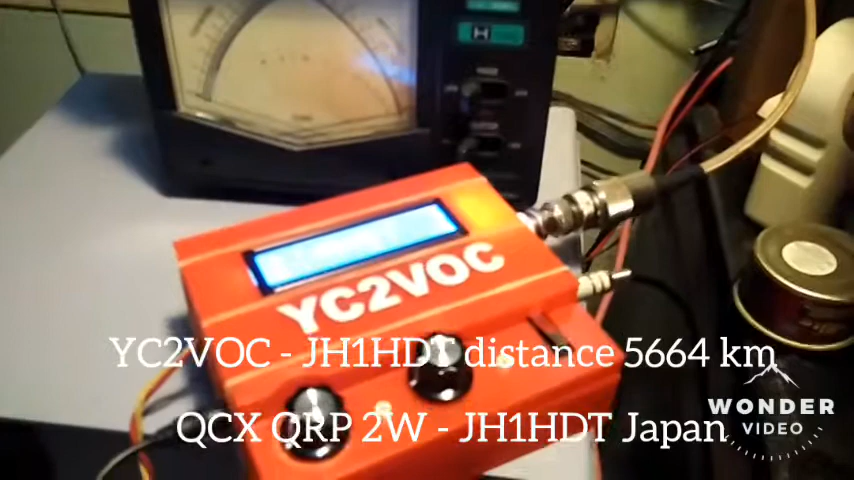 H
YC2VOC
YC2VOC - JH1HDT distance 5664 km
QCX QRP 2W - JH1HDT Japan
WONDER
VIDEO